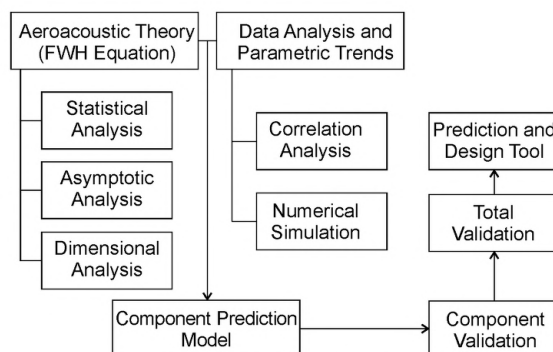 Aeroacoustic Theory
(FWH Equation)
Data Analysis and
Parametric Trends
Statistical
Analysis
Correlation
Analysis
Prediction and
Design Tool
Asymptotic
Analysis
Numerical
Simulation
Total
Validation
Dimensional
Analysis
Component Prediction
Model
Component
Validation